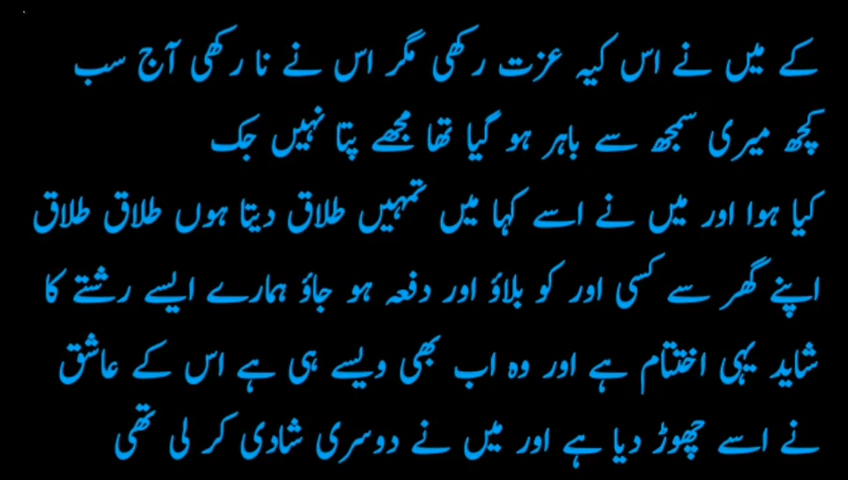 کے میں نے اس کیہ عزت رکھی مگر اس نے نا رکھی آج سب
کچھ میری سمجھ سے باہر ہو گیا تھا مجھے پتا نہیں جک
کیا ہوا اور میں نے اسے کہا میں تمہیں طلاق دیتا ہوں طلاق طلاق
اپنے گھر سے کسی اور کو بلاؤ اور دفعہ ہو جاؤ ہمارے ایسے رشتے کا
شاید یہی اختتام ہے اور وہ اب بھی ویسے ہی ہے اس کے عاشق
نے اسے چھوڑ دیا ہے اور میں نے دوسری شادی کر لی تھی